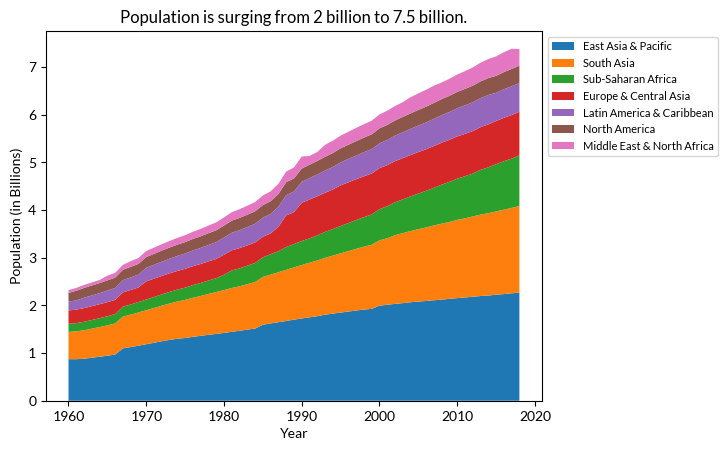 Population is surging from 2 billion to 7.5 billion.
Population (in Billions)
7
6
5
4
3
2
1
0
1960 1970 1980 1990 2000 2010 2020
Year
East Asia & Pacific
South Asia
Sub-Saharan Africa
Europe & Central Asia
Latin America & Caribbean
North America
Middle East & North Africa